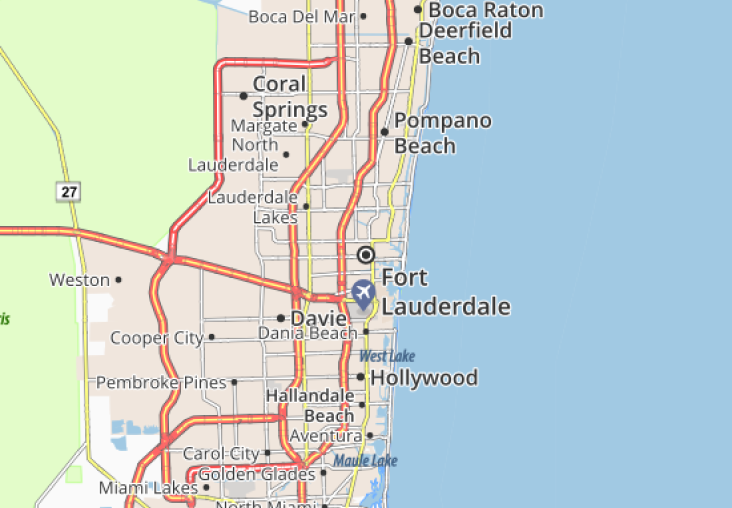 Boca Del Mar
Boca Raton
Deerfield
Beach
Coral
Springs
Margate
Pompano
Beach
North
Lauderdale
27
Lauderdale
Lakes
Weston
Fort
Lauderdale
Davie
Dania Beach
Cooper City
West Lake
Pembroke Pines
Hollywood
Hallandale
Beach
Aventura
Carol City
Maule Lake
Golden Glades
Miami Lakes
North Miami